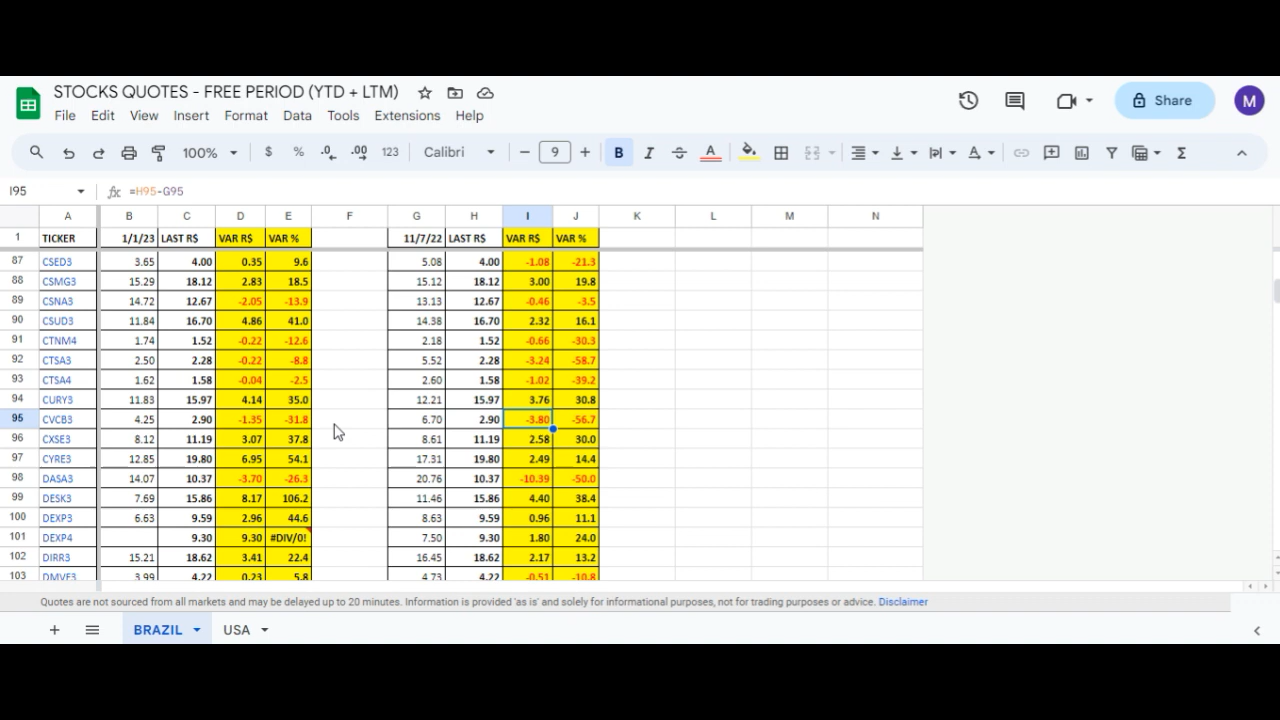 STOCKS QUOTES - FREE PERIOD (YTD + LTM)
File Edit View Insert Format Data Tools Extensions Help
Share M
100% $ % .0 .00 123 Calibri − 9 + B I S A A Σ
I95 fx =H95-G95
A B C D E F G H I J K L M N
1 TICKER 1/1/23 LAST R$ VAR R$ VAR % 11/7/22 LAST R$ VAR R$ VAR %
87 CSED3 3.65 4.00 0.35 9.6 5.08 4.00 -1.08 -21.3
88 CSMG3 15.29 18.12 2.83 18.5 15.12 18.12 3.00 19.8
89 CSNA3 14.72 12.67 -2.05 -13.9 13.13 12.67 -0.46 -3.5
90 CSUD3 11.84 16.70 4.86 41.0 14.38 16.70 2.32 16.1
91 CTNM4 1.74 1.52 -0.22 -12.6 2.18 1.52 -0.66 -30.3
92 CTSA3 2.50 2.28 -0.22 -8.8 5.52 2.28 -3.24 -58.7
93 CTSA4 1.62 1.58 -0.04 -2.5 2.60 1.58 -1.02 -39.2
94 CURY3 11.83 15.97 4.14 35.0 12.21 15.97 3.76 30.8
95 CVCB3 4.25 2.90 -1.35 -31.8 6.70 2.90 -3.80 -56.7
96 CXSE3 8.12 11.19 3.07 37.8 8.61 11.19 2.58 30.0
97 CYRE3 12.85 19.80 6.95 54.1 17.31 19.80 2.49 14.4
98 DASA3 14.07 10.37 -3.70 -26.3 20.76 10.37 -10.39 -50.0
99 DESK3 7.69 15.86 8.17 106.2 11.46 15.86 4.40 38.4
100 DEXP3 6.63 9.59 2.96 44.6 8.63 9.59 0.96 11.1
101 DEXP4 9.30 9.30 #DIV/0! 7.50 9.30 1.80 24.0
102 DIRR3 15.21 18.62 3.41 22.4 16.45 18.62 2.17 13.2
103 DMVF3 3.99 4.22 0.23 5.8 4.73 4.22 -0.51 -10.8
Quotes are not sourced from all markets and may be delayed up to 20 minutes. Information is provided 'as is' and solely for informational purposes, not for trading purposes or advice. Disclaimer
BRAZIL USA